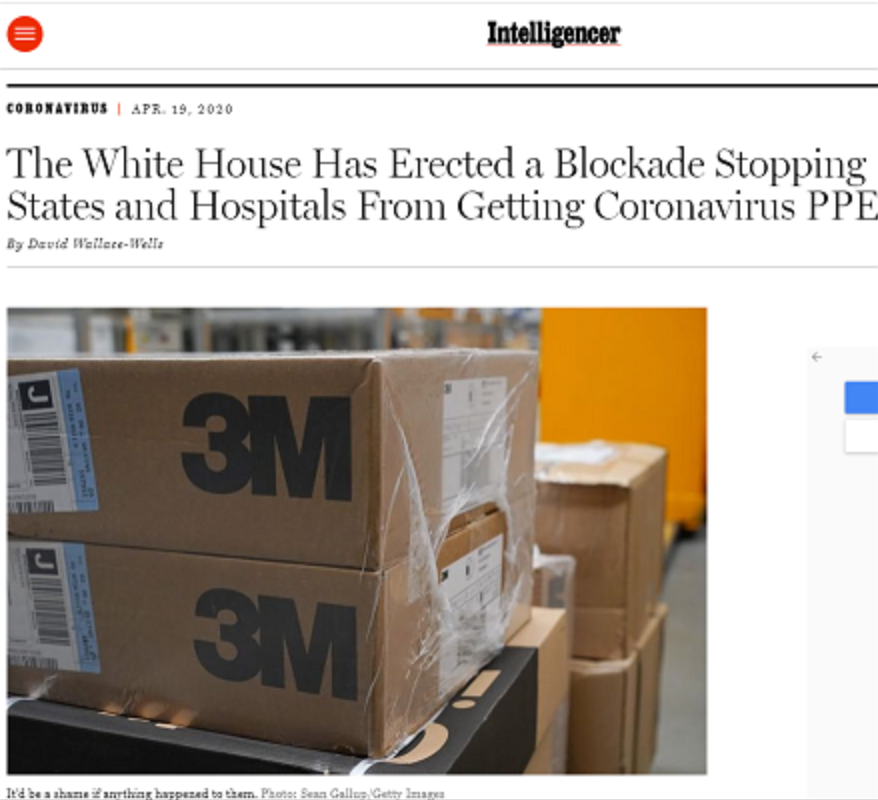 Intelligencer
CORONAVIRUS | APR. 19, 2020
The White House Has Erected a Blockade Stopping
States and Hospitals From Getting Coronavirus PPE
By David Wallace-Wells
3M
J
3M
J
It'd be a shame if anything happened to them. Photo: Sean Gallup/Getty Images